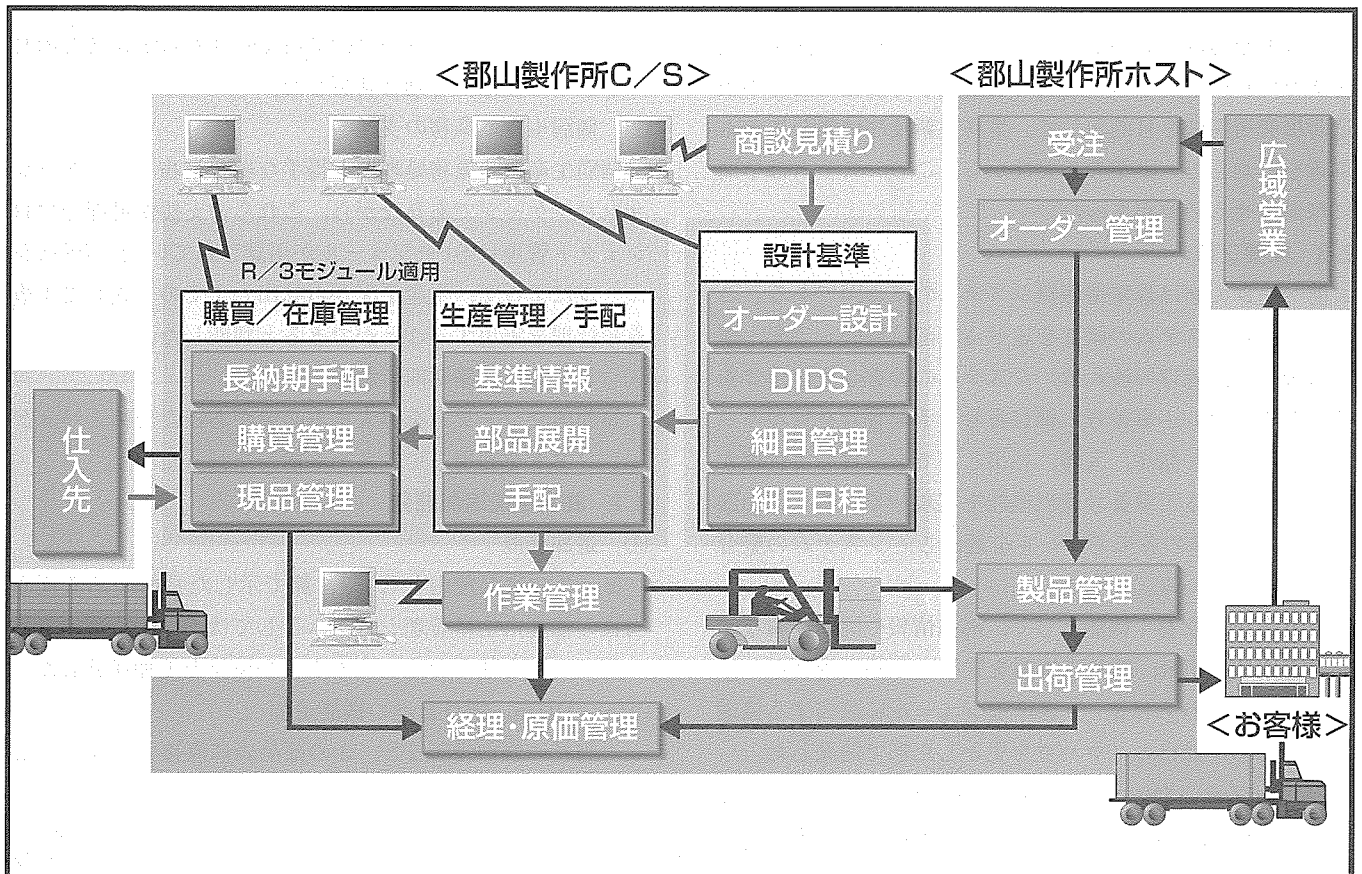 <郡山製作所C／S>
<郡山製作所ホスト>
商談見積り
受注
広域営業
オーダー管理
設計基準
R／3モジュール適用
購買／在庫管理
生産管理／手配
オーダー設計
長納期手配
基準情報
DIDS
仕入先
購買管理
部品展開
細目管理
現品管理
手配
細目日程
作業管理
製品管理
出荷管理
経理・原価管理
<お客様>